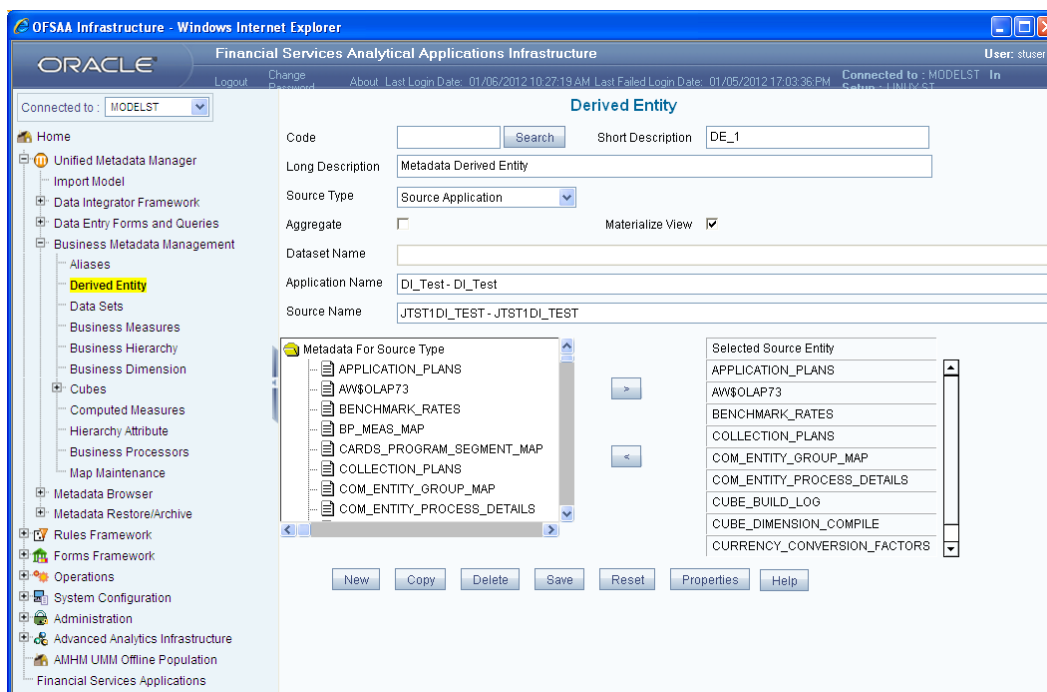 OFSAA Infrastructure - Windows Internet Explorer
ORACLE
Financial Services Analytical Applications Infrastructure
User: stuser
Logout
Change Password
About
Last Login Date: 01/06/2012 10:27:19 AM Last Failed Login Date: 01/05/2012 17:03:36:PM
Connected to : MODELST In
Setup : UNIX ST
Connected to : MODELST
Home
Unified Metadata Manager
Import Model
Data Integrator Framework
Data Entry Forms and Queries
Business Metadata Management
Aliases
Derived Entity
Data Sets
Business Measures
Business Hierarchy
Business Dimension
Cubes
Computed Measures
Hierarchy Attribute
Business Processors
Map Maintenance
Metadata Browser
Metadata Restore/Archive
Rules Framework
Forms Framework
Operations
System Configuration
Administration
Advanced Analytics Infrastructure
AMHM UMM Offline Population
Financial Services Applications
Derived Entity
Code
Search
Short Description
DE_1
Long Description
Metadata Derived Entity
Source Type
Source Application
Aggregate
Materialize View
Dataset Name
Application Name
DI_Test - DI_Test
Source Name
JTST1DI_TEST - JTST1DI_TEST
Metadata For Source Type
APPLICATION_PLANS
AW$OLAP73
BENCHMARK_RATES
BP_MEAS_MAP
CARDS_PROGRAM_SEGMENT_MAP
COLLECTION_PLANS
COM_ENTITY_GROUP_MAP
COM_ENTITY_PROCESS_DETAILS
>
<
Selected Source Entity
APPLICATION_PLANS
AW$OLAP73
BENCHMARK_RATES
COLLECTION_PLANS
COM_ENTITY_GROUP_MAP
COM_ENTITY_PROCESS_DETAILS
CUBE_BUILD_LOG
CUBE_DIMENSION_COMPILE
CURRENCY_CONVERSION_FACTORS
New
Copy
Delete
Save
Reset
Properties
Help